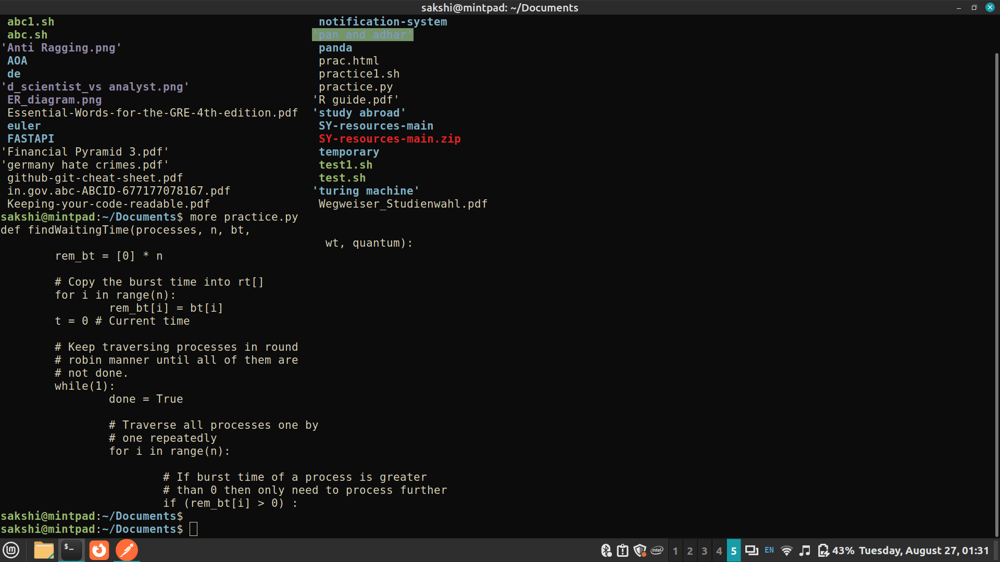 sakshi@mintpad: ~/Documents
abc1.sh notification-system
abc.sh 'pan and adhar'
'Anti Ragging.png' panda
AOA prac.html
de practice1.sh
'd_scientist_vs analyst.png' practice.py
ER_diagram.png 'R guide.pdf'
Essential-Words-for-the-GRE-4th-edition.pdf 'study abroad'
euler SY-resources-main
FASTAPI SY-resources-main.zip
'Financial Pyramid 3.pdf' temporary
'germany hate crimes.pdf' test1.sh
github-git-cheat-sheet.pdf test.sh
in.gov.abc-ABCID-677177078167.pdf 'turing machine'
Keeping-your-code-readable.pdf Wegweiser_Studienwahl.pdf
sakshi@mintpad:~/Documents$ more practice.py
def findWaitingTime(processes, n, bt,
wt, quantum):
rem_bt = [0] * n
# Copy the burst time into rt[]
for i in range(n):
rem_bt[i] = bt[i]
t = 0 # Current time
# Keep traversing processes in round
# robin manner until all of them are
# not done.
while(1):
done = True
# Traverse all processes one by
# one repeatedly
for i in range(n):
# If burst time of a process is greater
# than 0 then only need to process further
if (rem_bt[i] > 0) :
sakshi@mintpad:~/Documents$
sakshi@mintpad:~/Documents$
$_ intel 1 2 3 4 5 EN 43% Tuesday, August 27, 01:31